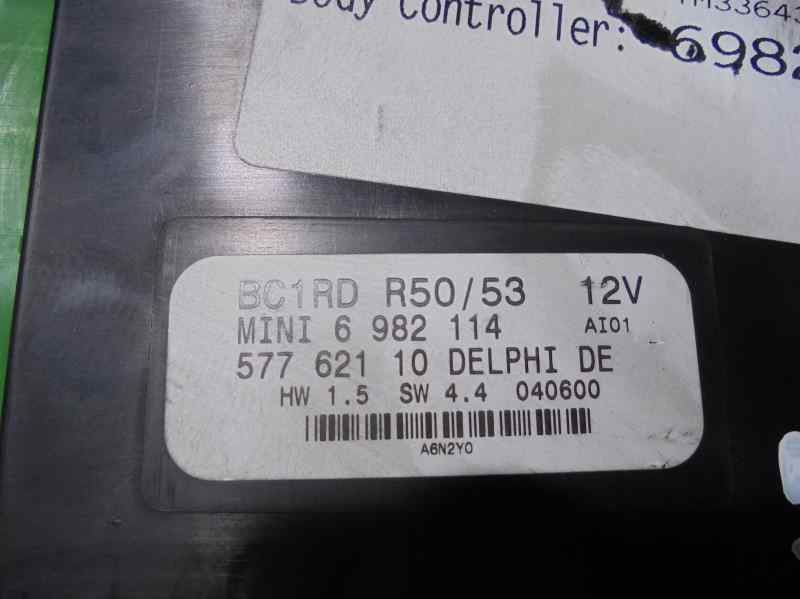 Body Controller: 6982
BC1RD R50/53 12V
MINI 6 982 114 AI01
577 621 10 DELPHI DE
HW 1.5 SW 4.4 040600
A6N2Y0